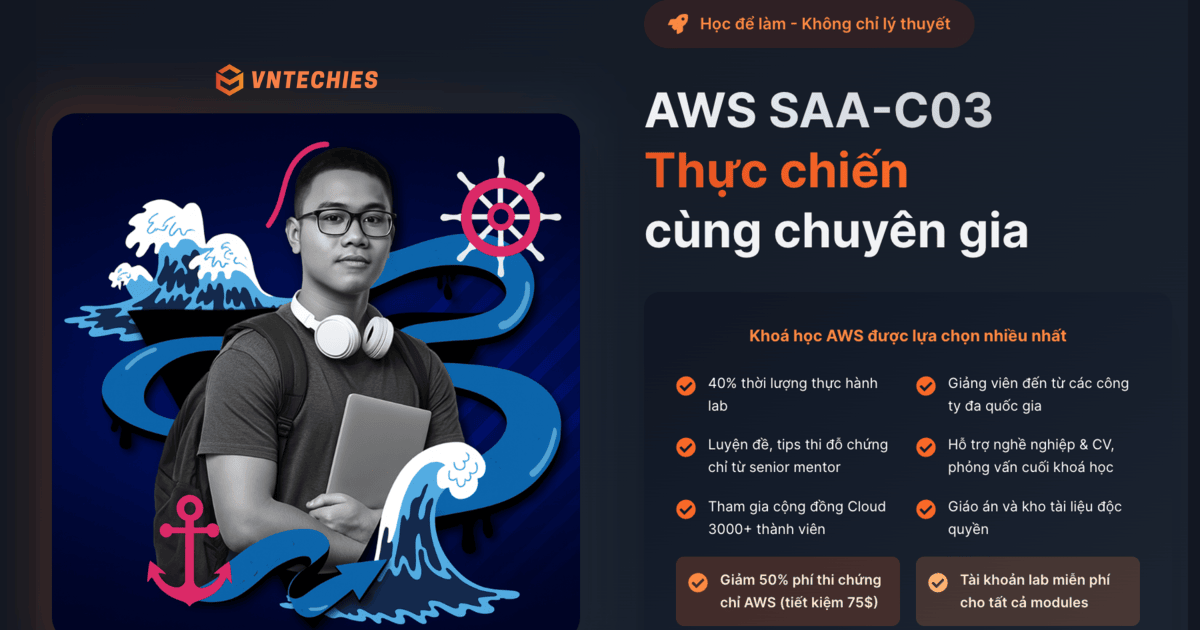 VNTECHIES
Học để làm - Không chỉ lý thuyết
AWS SAA-C03
Thực chiến
cùng chuyên gia
Khoá học AWS được lựa chọn nhiều nhất
40% thời lượng thực hành
lab
Giảng viên đến từ các công
ty đa quốc gia
Luyện đề, tips thi đỗ chứng
chỉ từ senior mentor
Hỗ trợ nghề nghiệp & CV,
phỏng vấn cuối khoá học
Tham gia cộng đồng Cloud
3000+ thành viên
Giáo án và kho tài liệu độc
quyền
Giảm 50% phí thi chứng
chỉ AWS (tiết kiệm 75$)
Tài khoản lab miễn phí
cho tất cả modules